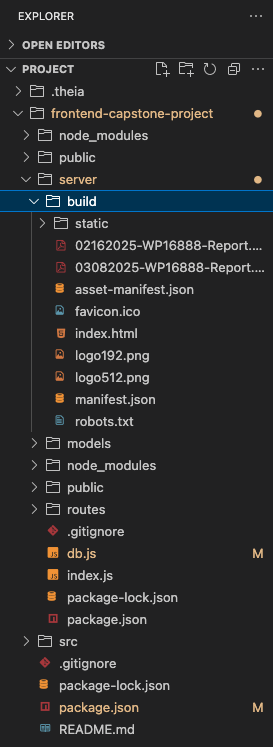 EXPLORER
OPEN EDITORS
PROJECT
.theia
frontend-capstone-project
node_modules
public
server
build
static
02162025-WP16888-Report....
03082025-WP16888-Report....
asset-manifest.json
favicon.ico
index.html
logo192.png
logo512.png
manifest.json
robots.txt
models
node_modules
public
routes
.gitignore
db.js M
index.js
package-lock.json
package.json
src
.gitignore
package-lock.json
package.json M
README.md